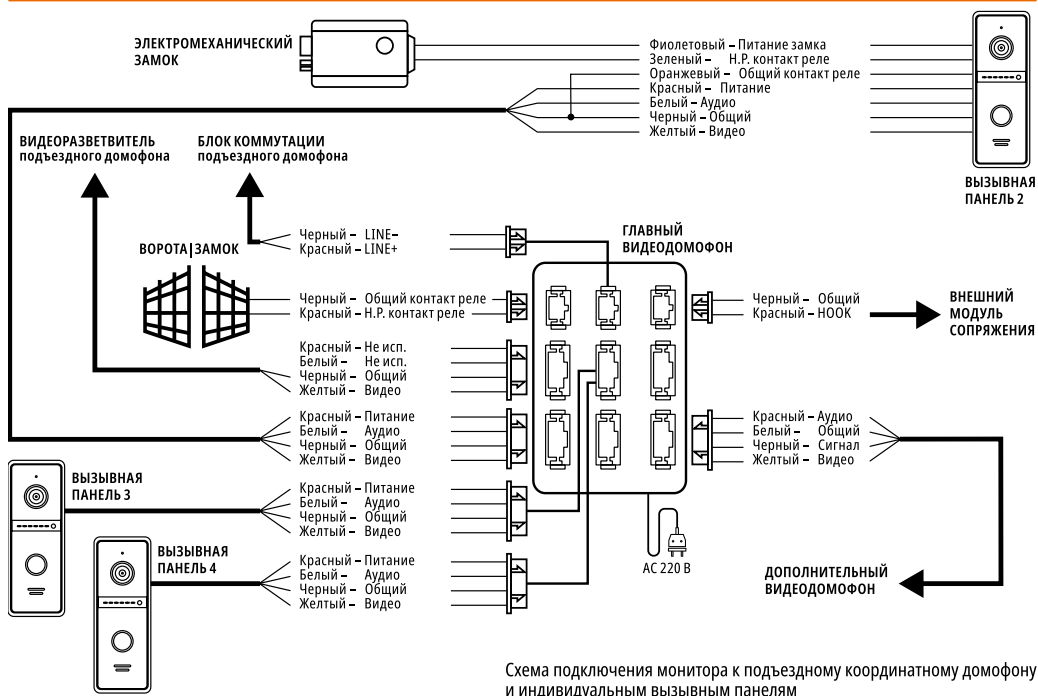 ЭЛЕКТРОМЕХАНИЧЕСКИЙ
ЗАМОК
Фиолетовый – Питание замка
Зеленый – Н.Р. контакт реле
Оранжевый – Общий контакт реле
Красный – Питание
Белый – Аудио
Черный – Общий
Желтый – Видео
ВЫЗЫВНАЯ
ПАНЕЛЬ 2
ВИДЕОРАЗВЕТВИТЕЛЬ
подъездного домофона
БЛОК КОММУТАЦИИ
подъездного домофона
Черный – LINE–
Красный – LINE+
ГЛАВНЫЙ
ВИДЕОДОМОФОН
ВОРОТА|ЗАМОК
Черный – Общий контакт реле
Красный – Н.Р. контакт реле
Черный – Общий
Красный – HOOK
ВНЕШНИЙ
МОДУЛЬ
СОПРЯЖЕНИЯ
Красный – Не исп.
Белый – Не исп.
Черный – Общий
Желтый – Видео
Красный – Питание
Белый – Аудио
Черный – Общий
Желтый – Видео
Красный – Аудио
Белый – Общий
Черный – Сигнал
Желтый – Видео
ВЫЗЫВНАЯ
ПАНЕЛЬ 3
Красный – Питание
Белый – Аудио
Черный – Общий
Желтый – Видео
ВЫЗЫВНАЯ
ПАНЕЛЬ 4
Красный – Питание
Белый – Аудио
Черный – Общий
Желтый – Видео
AC 220 В
ДОПОЛНИТЕЛЬНЫЙ
ВИДЕОДОМОФОН
Схема подключения монитора к подъездному координатному домофону
и индивидуальным вызывным панелям